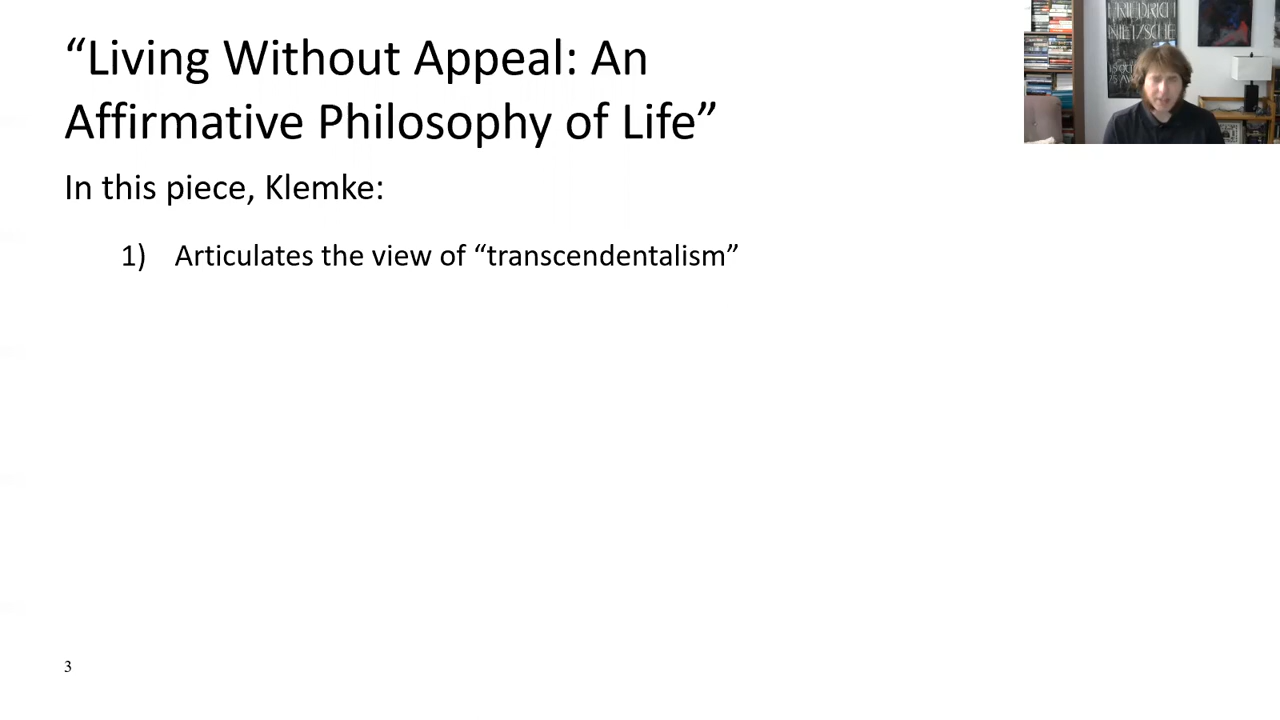 “Living Without Appeal: An
Affirmative Philosophy of Life”
In this piece, Klemke:
1) Articulates the view of “transcendentalism”
3
FRIEDRICH
NIETZSCHE